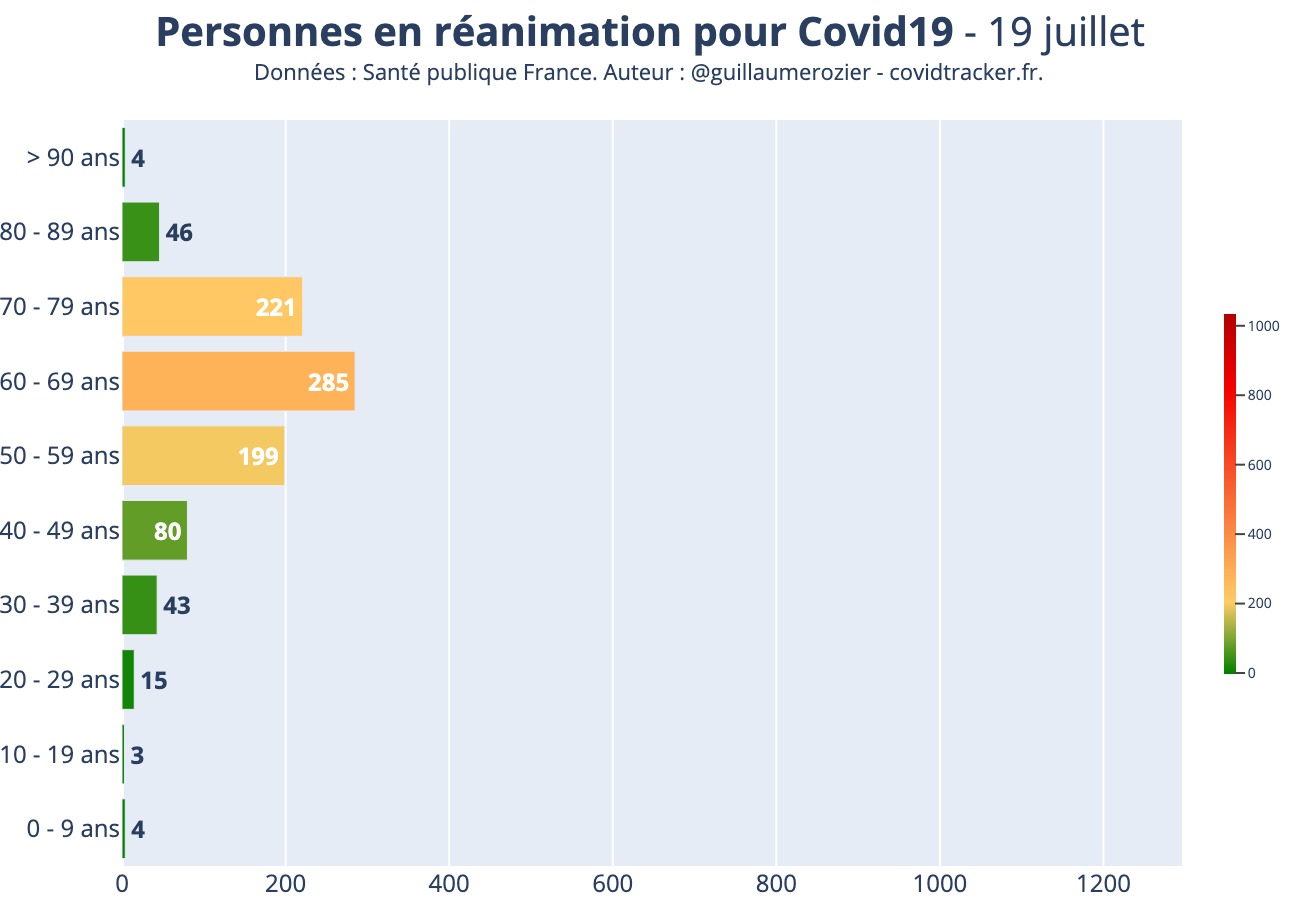 Personnes en réanimation pour Covid19 - 19 juillet
Données : Santé publique France. Auteur : @guillaumerozier - covidtracker.fr.
> 90 ans 4
80 - 89 ans 46
70 - 79 ans 221
60 - 69 ans 285
50 - 59 ans 199
40 - 49 ans 80
30 - 39 ans 43
20 - 29 ans 15
10 - 19 ans 3
0 - 9 ans 4
0 200 400 600 800 1000 1200
1000
800
600
400
200
0